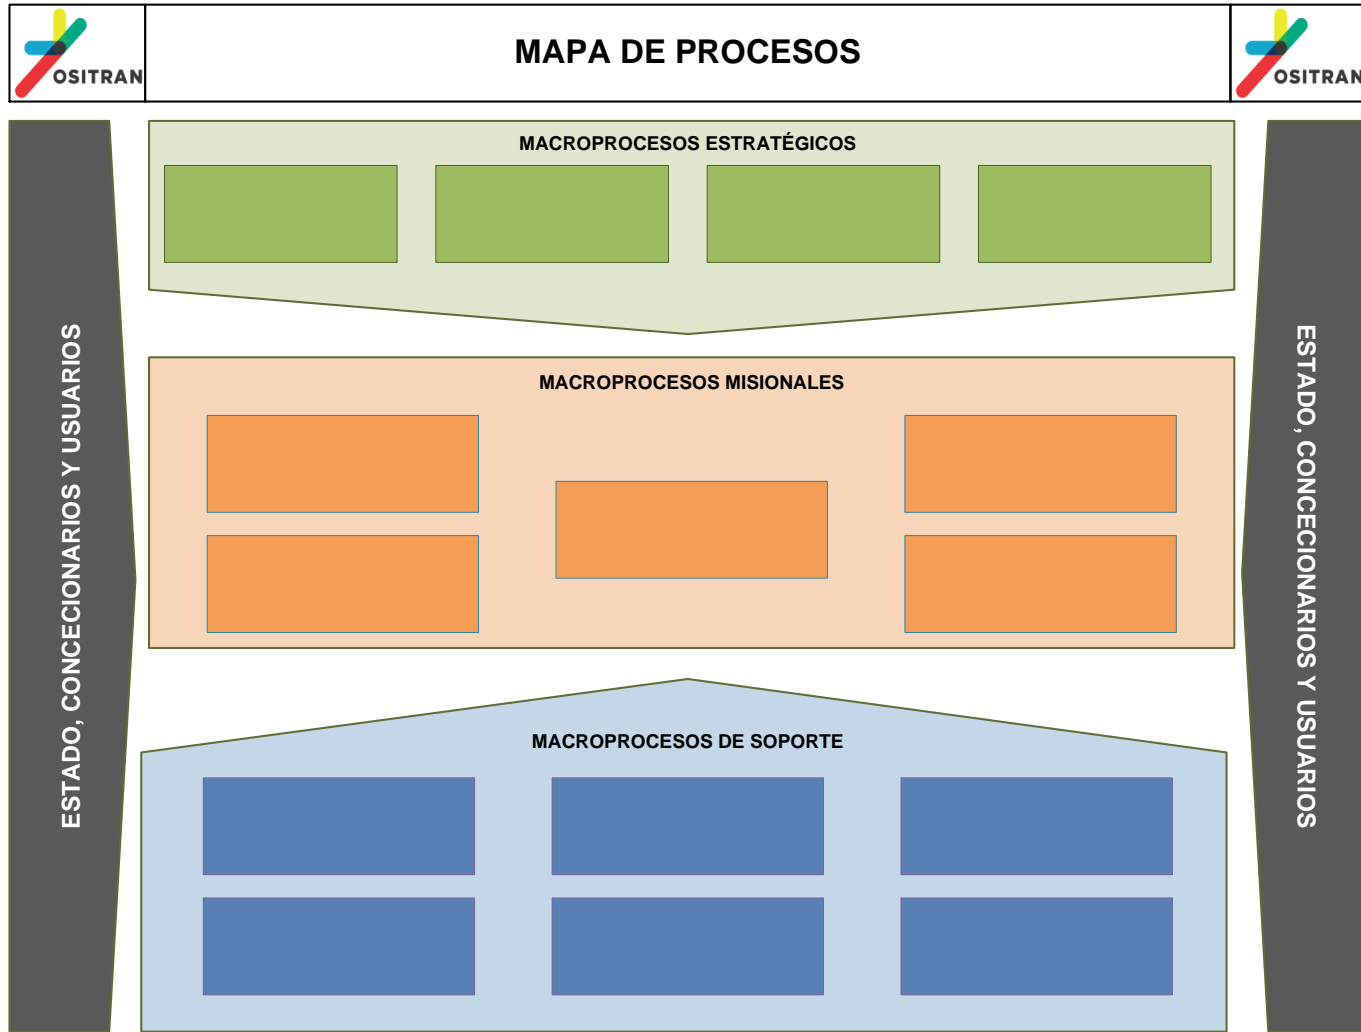 OSITRAN
MAPA DE PROCESOS
OSITRAN
ESTADO, CONCECIONARIOS Y USUARIOS
MACROPROCESOS ESTRATÉGICOS
MACROPROCESOS MISIONALES
MACROPROCESOS DE SOPORTE
ESTADO, CONCECIONARIOS Y USUARIOS